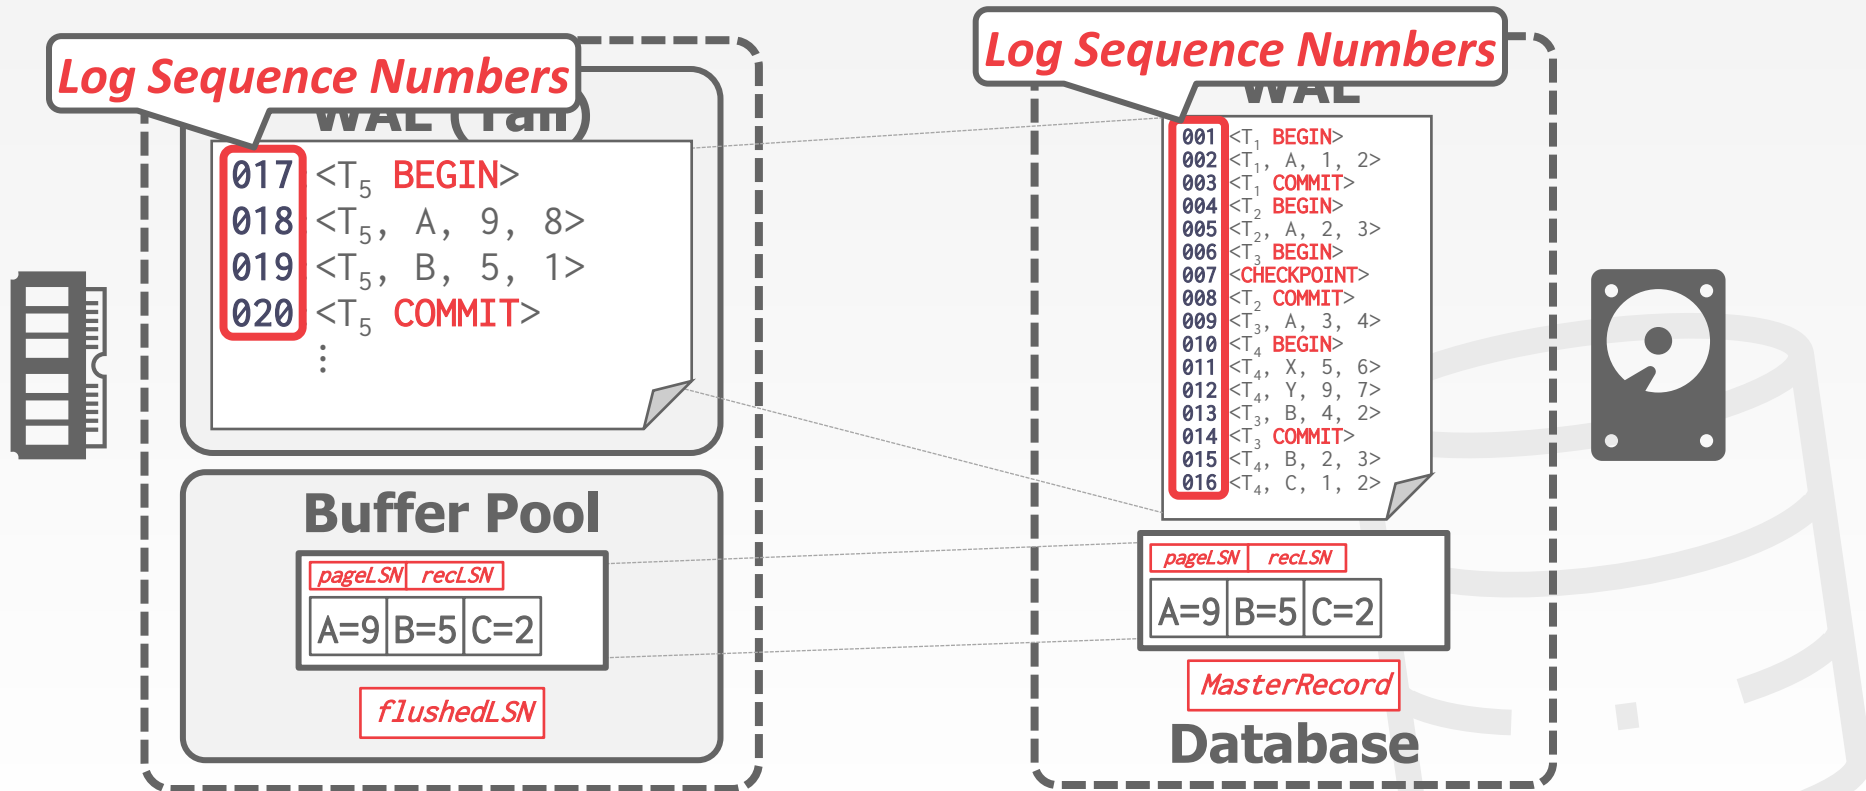 Log Sequence Numbers
WAL (Tail)
017 <T5 BEGIN>
018 <T5, A, 9, 8>
019 <T5, B, 5, 1>
020 <T5 COMMIT>
⋮
Buffer Pool
pageLSN recLSN
A=9 B=5 C=2
flushedLSN
Log Sequence Numbers
WAL
001 <T1 BEGIN>
002 <T1, A, 1, 2>
003 <T1 COMMIT>
004 <T2 BEGIN>
005 <T2, A, 2, 3>
006 <T3 BEGIN>
007 <CHECKPOINT>
008 <T2 COMMIT>
009 <T3, A, 3, 4>
010 <T4 BEGIN>
011 <T4, X, 5, 6>
012 <T4, Y, 9, 7>
013 <T3, B, 4, 2>
014 <T3 COMMIT>
015 <T4, B, 2, 3>
016 <T4, C, 1, 2>
pageLSN recLSN
A=9 B=5 C=2
MasterRecord
Database